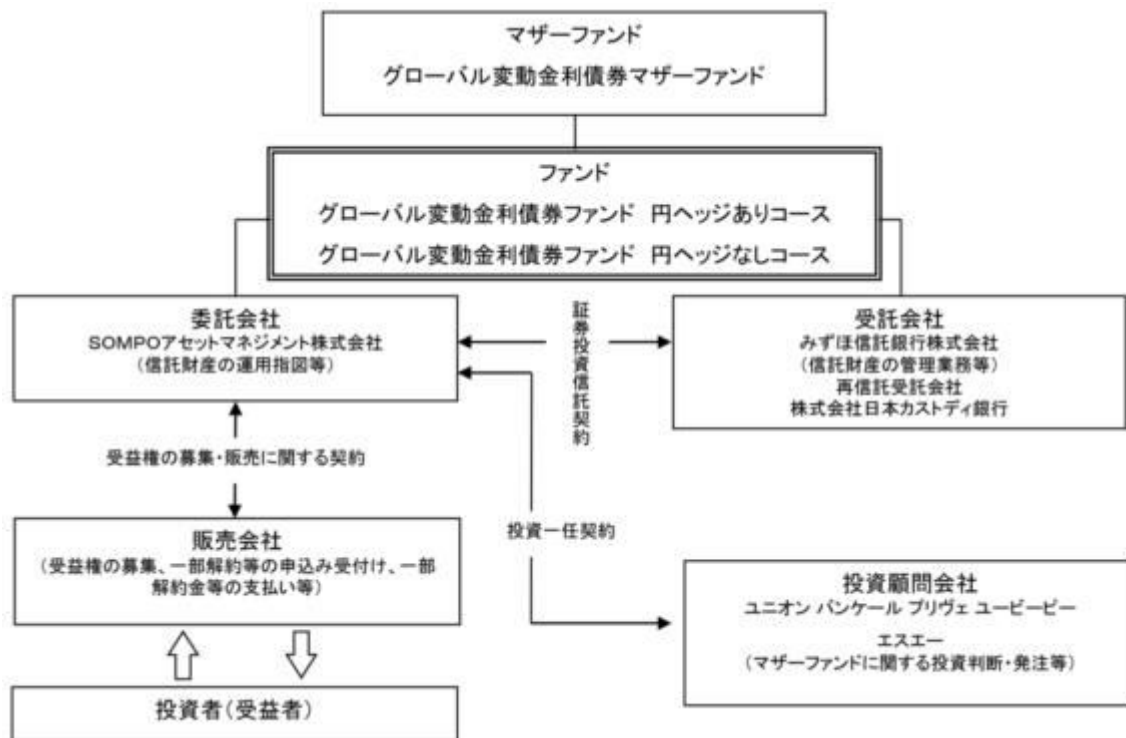 マザーファンド
グローバル変動金利債券マザーファンド
ファンド
グローバル変動金利債券ファンド 円ヘッジありコース
グローバル変動金利債券ファンド 円ヘッジなしコース
委託会社
SOMPOアセットマネジメント株式会社
(信託財産の運用指図等)
証券投資信託契約
受託会社
みずほ信託銀行株式会社
(信託財産の管理業務等)
再信託受託会社
株式会社日本カストディ銀行
受益権の募集・販売に関する契約
販売会社
(受益権の募集、一部解約等の申込み受付け、一部
解約金等の支払い等)
投資一任契約
投資顧問会社
ユニオン バンケール プリヴェ ユービーピー
エスエー
(マザーファンドに関する投資判断・発注等)
投資者(受益者)